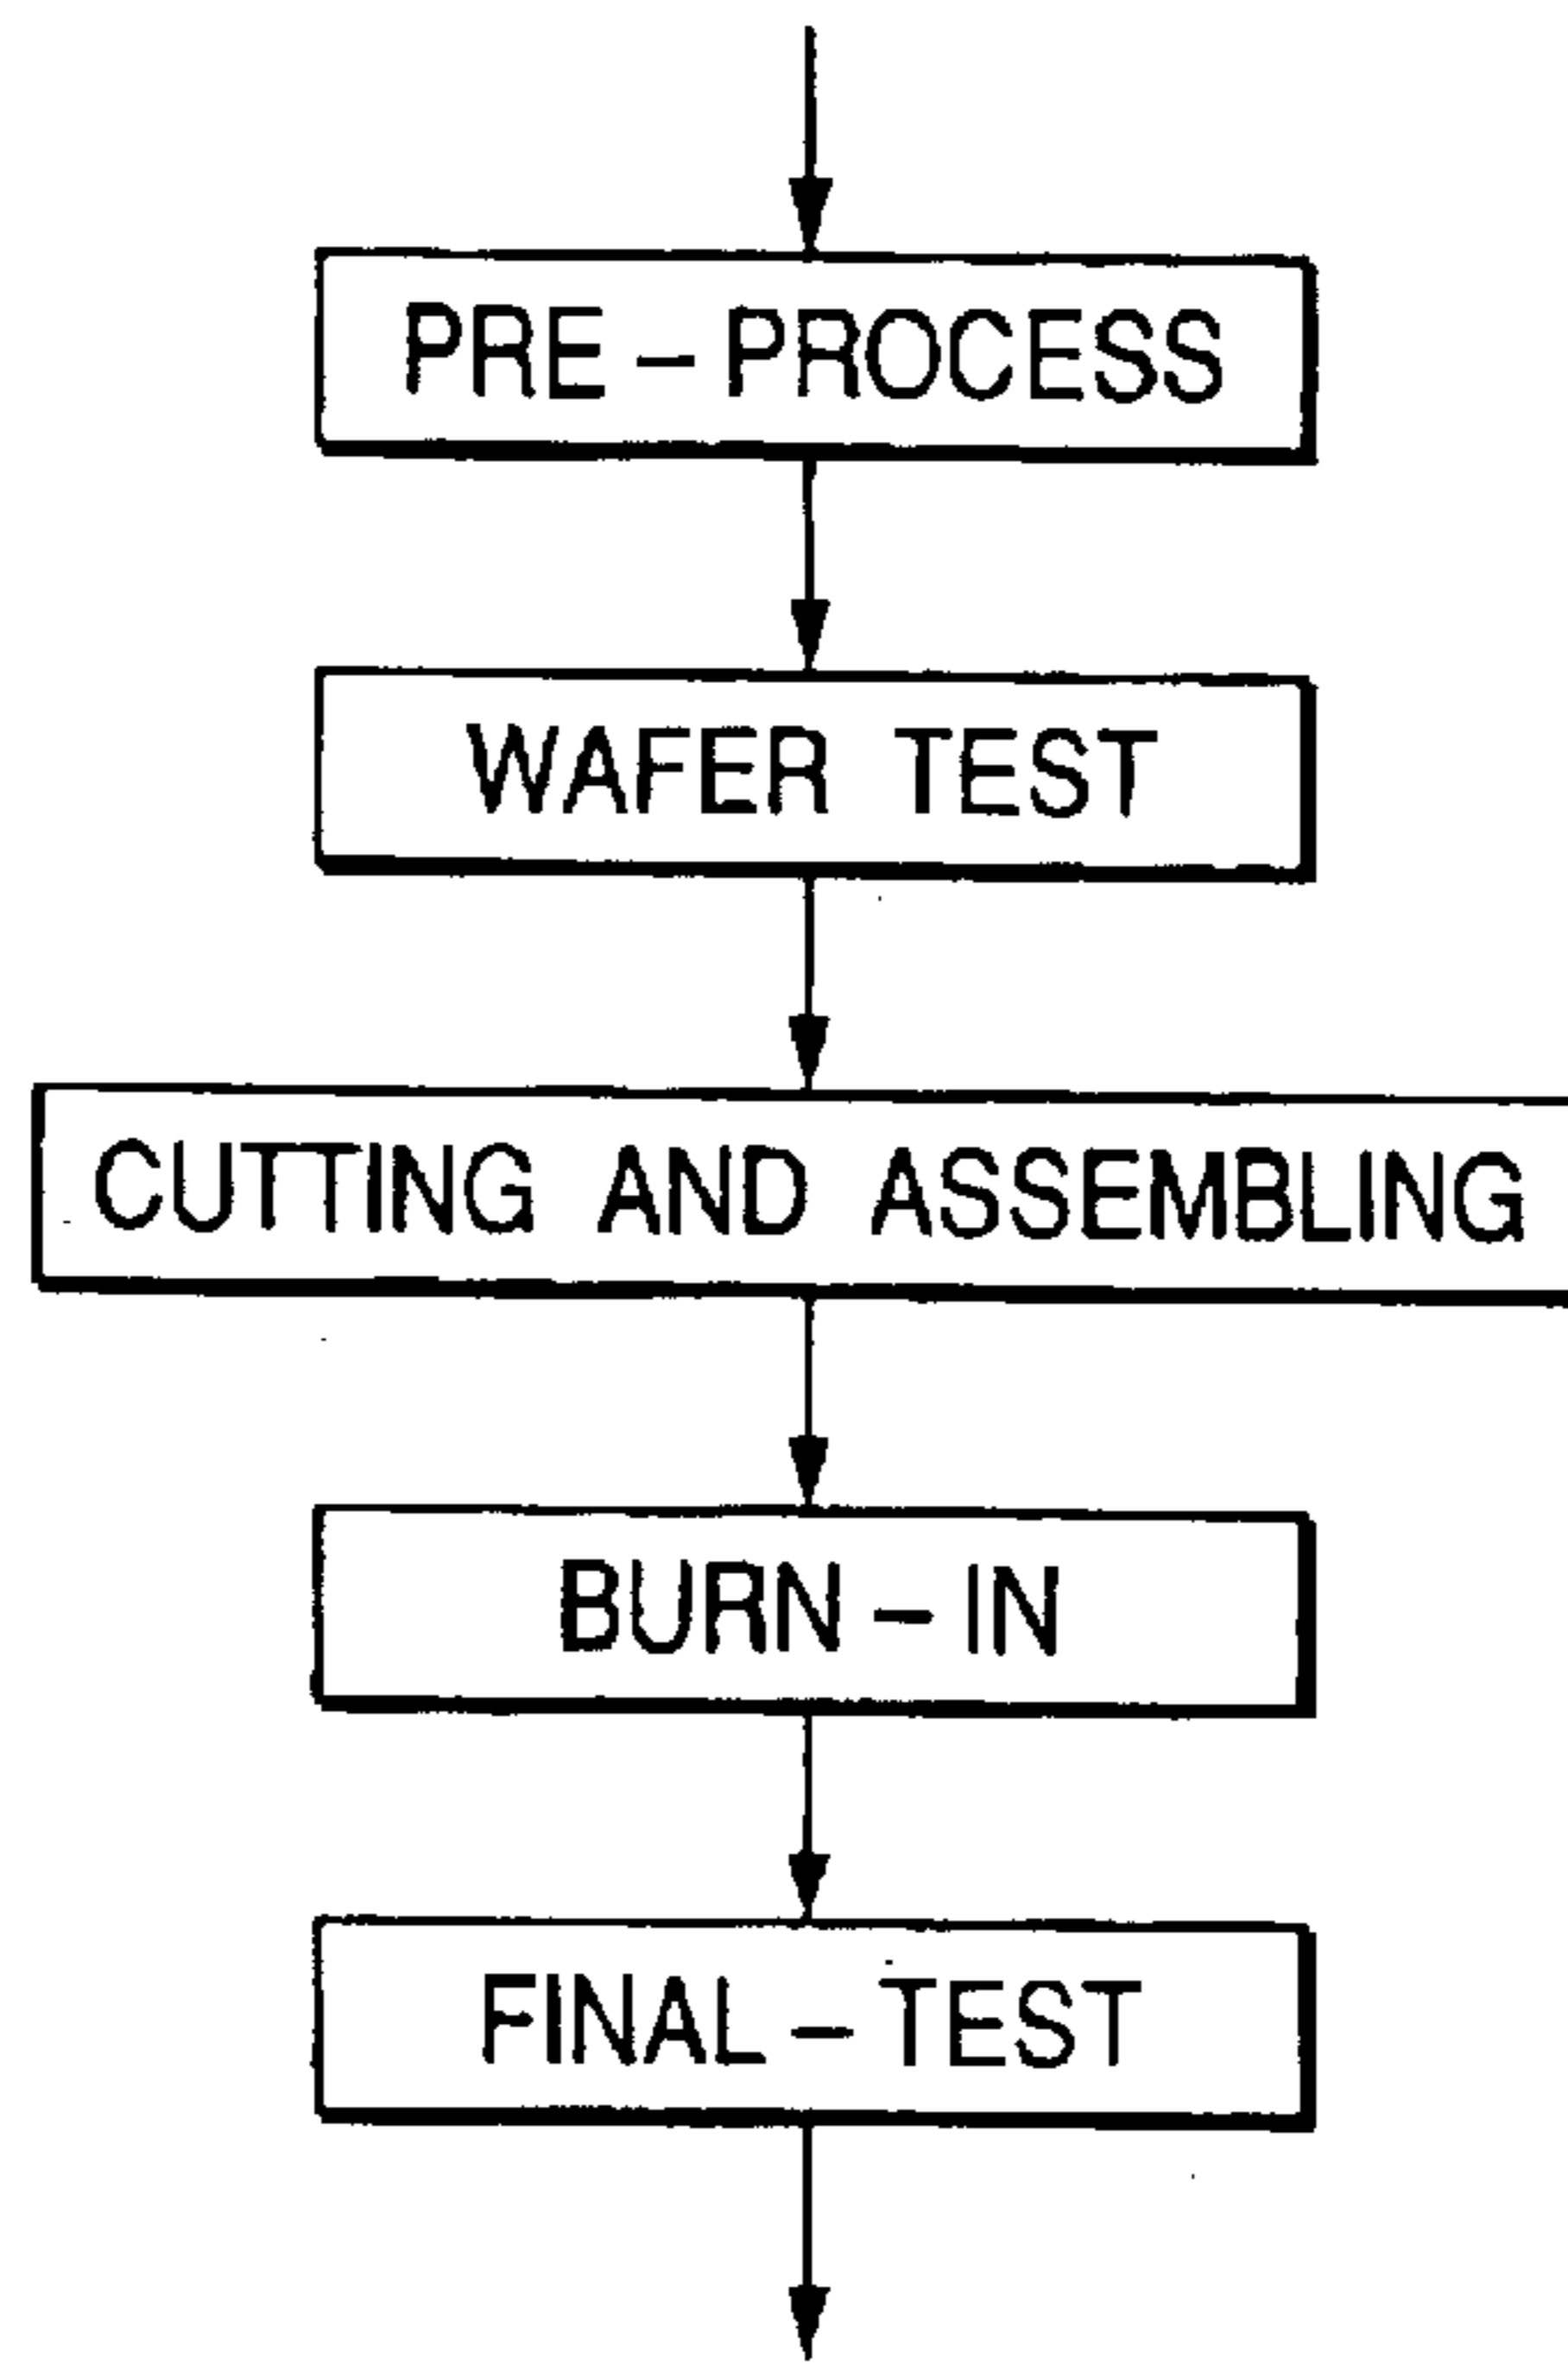 PRE-PROCESS
WAFER TEST
CUTTING AND ASSEMBLING
BURN-IN
FINAL-TEST